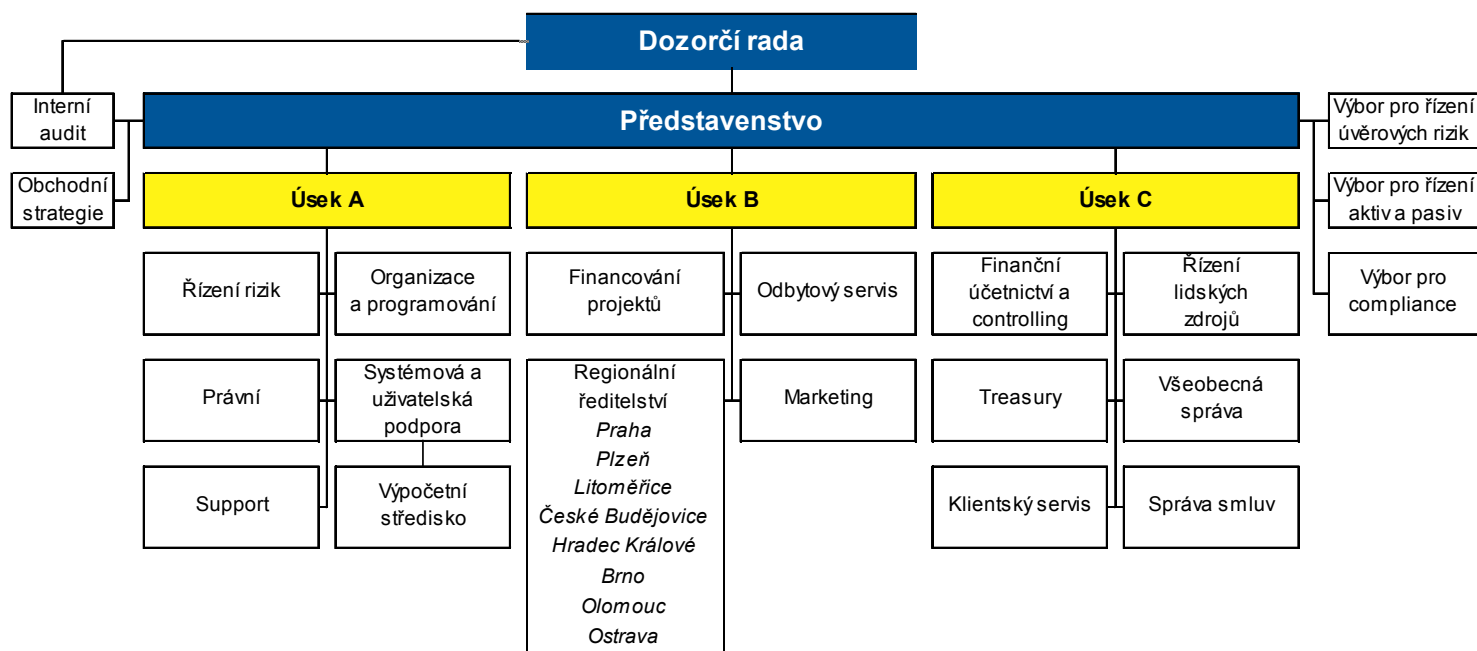 Dozorčí rada
Interní
audit
Představenstvo
Výbor pro řízení
úvěrových rizik
Obchodní
strategie
Úsek A
Úsek B
Úsek C
Výbor pro řízení
aktiv a pasiv
Řízení rizik
Organizace
a programování
Financování
projektů
Odbytový servis
Finanční
účetnictví a
controlling
Řízení
lidských
zdrojů
Výbor pro
compliance
Právní
Systémová a
uživatelská
podpora
Regionální
ředitelství
Praha
Plzeň
Litoměřice
České Budějovice
Hradec Králové
Brno
Olomouc
Ostrava
Marketing
Treasury
Všeobecná
správa
Support
Výpočetní
středisko
Klientský servis
Správa smluv